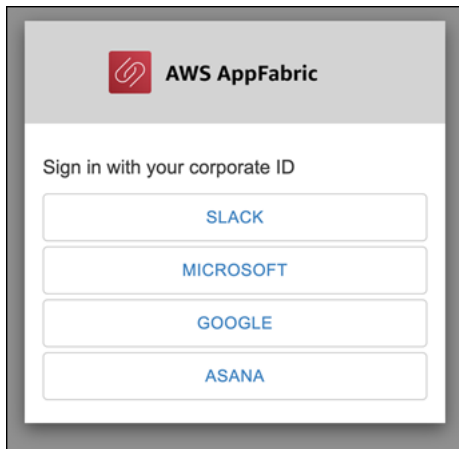 AWS AppFabric
Sign in with your corporate ID
SLACK
MICROSOFT
GOOGLE
ASANA